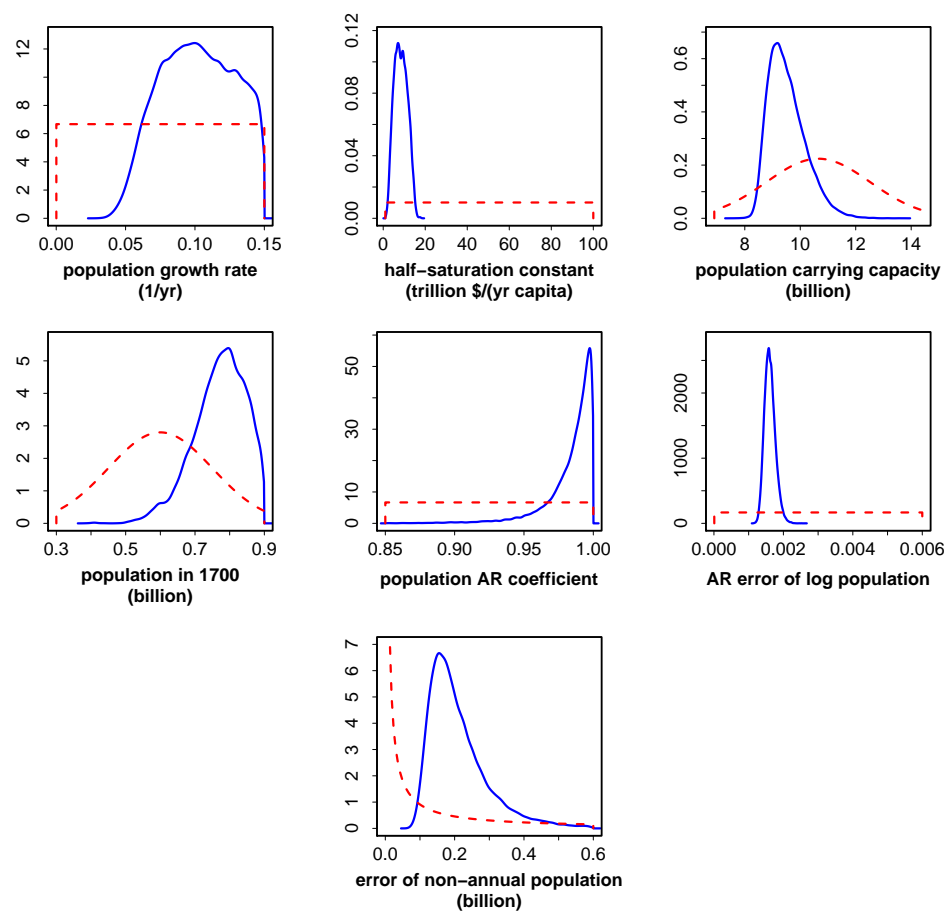 0 2 4 6 8 10 12
0.00 0.05 0.10 0.15
population growth rate
(1/yr)
0.00 0.04 0.08 0.12
0 20 40 60 80 100
half−saturation constant
(trillion $/(yr capita)
0.0 0.2 0.4 0.6
8 10 12 14
population carrying capacity
(billion)
0 1 2 3 4 5
0.3 0.5 0.7 0.9
population in 1700
(billion)
0 10 30 50
0.85 0.90 0.95 1.00
population AR coefficient
0 1000 2000
0.000 0.002 0.004 0.006
AR error of log population
0 1 2 3 4 5 6 7
0.0 0.2 0.4 0.6
error of non−annual population
(billion)